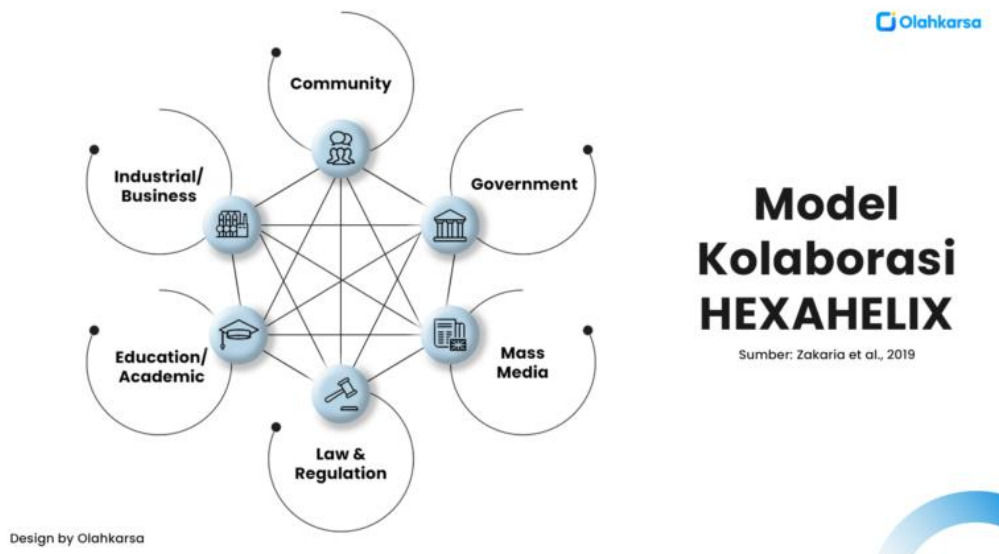 Olahkarsa
Community
Industrial/
Business
Government
Education/
Academic
Mass
Media
Law &
Regulation
Model
Kolaborasi
HEXAHELIX
Sumber: Zakaria et al., 2019
Design by Olahkarsa